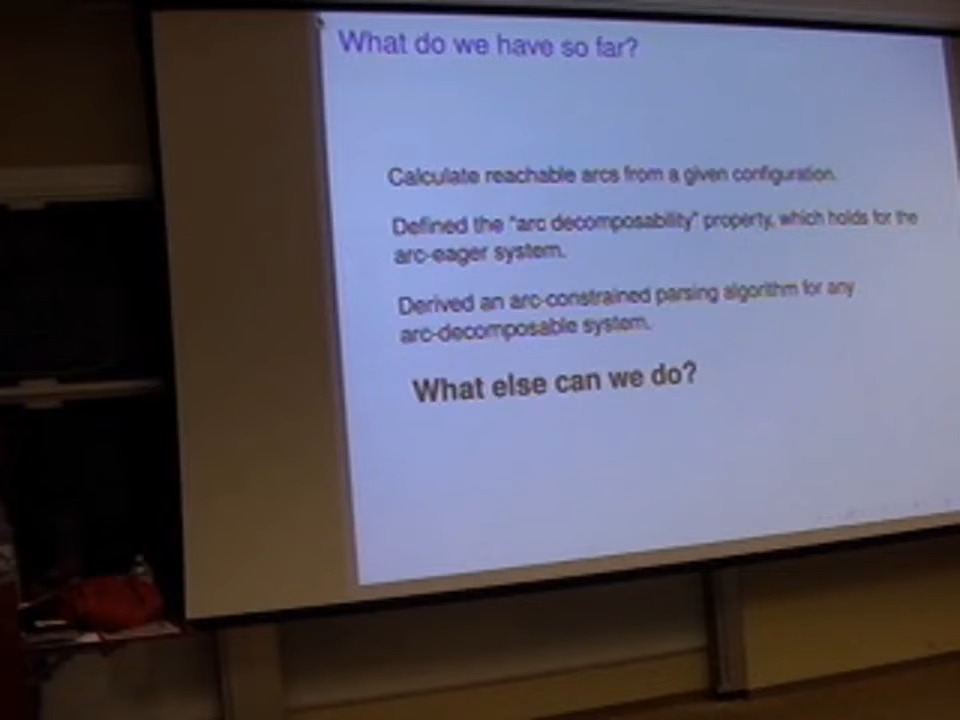 What do we have so far?
Calculate reachable arcs from a given configuration.
Defined the "arc decomposability" property, which holds for the
arc-eager system.
Derived an arc-constrained parsing algorithm for any
arc-decomposable system.
What else can we do?